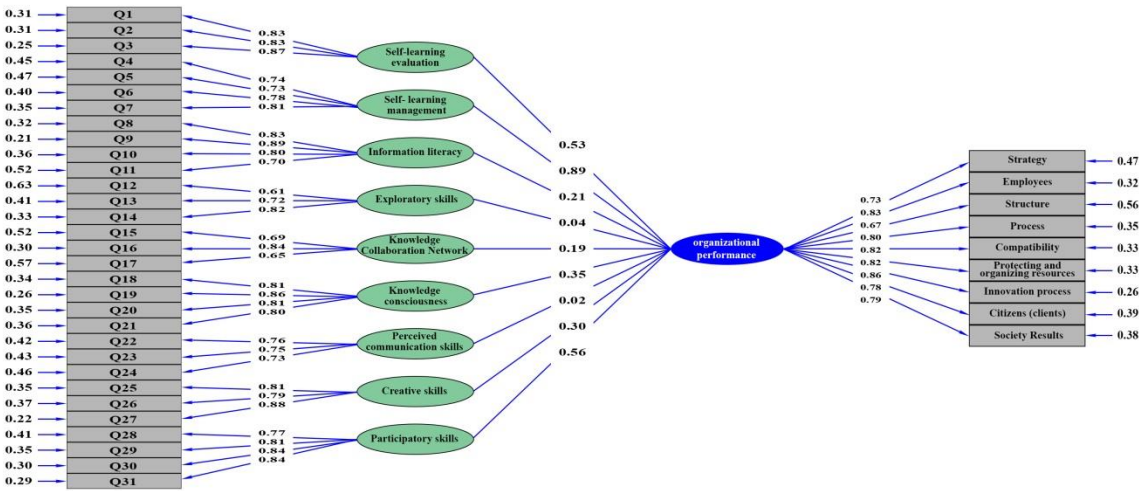 0.31 Q1
0.31 Q2
0.25 Q3
0.45 Q4
0.47 Q5
0.40 Q6
0.35 Q7
0.32 Q8
0.21 Q9
0.36 Q10
0.52 Q11
0.63 Q12
0.41 Q13
0.33 Q14
0.52 Q15
0.30 Q16
0.57 Q17
0.34 Q18
0.26 Q19
0.35 Q20
0.36 Q21
0.42 Q22
0.43 Q23
0.46 Q24
0.35 Q25
0.37 Q26
0.22 Q27
0.41 Q28
0.35 Q29
0.30 Q30
0.29 Q31
0.83
0.83
0.87
0.74
0.73
0.78
0.81
0.83
0.89
0.80
0.70
0.61
0.72
0.82
0.69
0.84
0.65
0.81
0.86
0.81
0.80
0.76
0.75
0.73
0.81
0.79
0.88
0.77
0.81
0.84
0.84
Self-learning
evaluation
Self- learning
management
Information literacy
Exploratory skills
Knowledge
Collaboration Network
Knowledge
consciousness
Perceived
communication skills
Creative skills
Participatory skills
0.53
0.89
0.21
0.04
0.19
0.35
0.02
0.30
0.56
organizational
performance
0.73
0.83
0.67
0.80
0.82
0.82
0.86
0.78
0.79
Strategy 0.47
Employees 0.32
Structure 0.56
Process 0.35
Compatibility 0.33
Protecting and
organizing resources 0.33
Innovation process 0.26
Citizens (clients) 0.39
Society Results 0.38